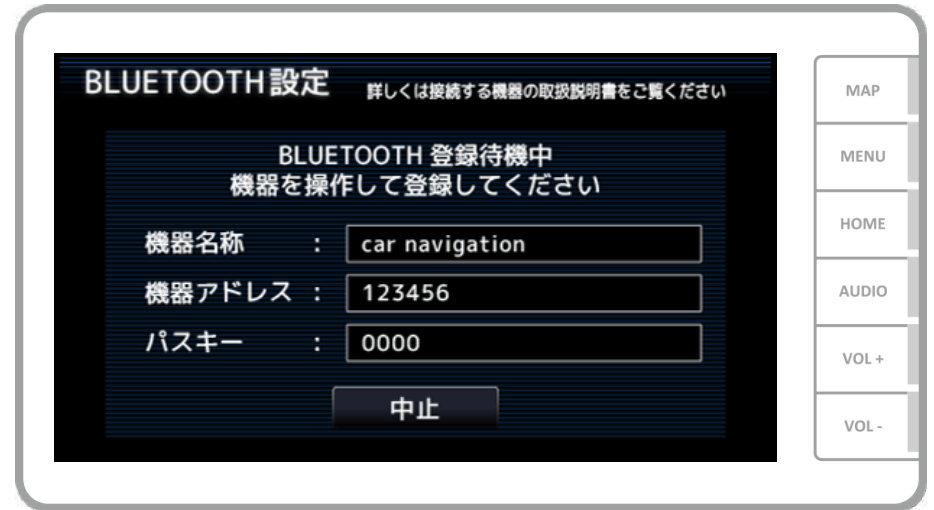 BLUETOOTH設定 詳しくは接続する機器の取扱説明書をご覧ください
BLUETOOTH 登録待機中
機器を操作して登録してください
機器名称 : car navigation
機器アドレス : 123456
パスキー : 0000
中止
MAP
MENU
HOME
AUDIO
VOL +
VOL -